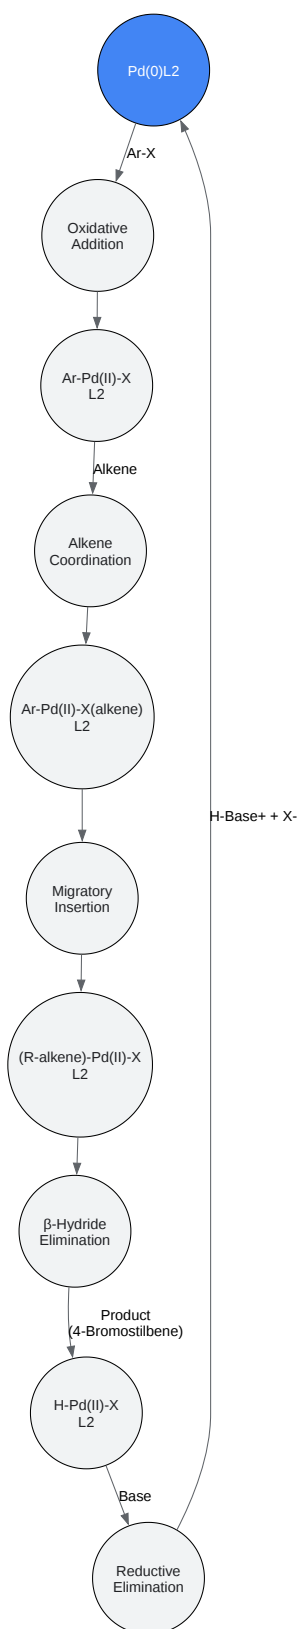 Pd(0)L2
Ar-X
Oxidative
Addition
Ar-Pd(II)-X
L2
Alkene
Alkene
Coordination
Ar-Pd(II)-X(alkene)
L2
H-Base+ + X-
Migratory
Insertion
(R-alkene)-Pd(II)-X
L2
β-Hydride
Elimination
Product
(4-Bromostilbene)
H-Pd(II)-X
L2
Base
Reductive
Elimination